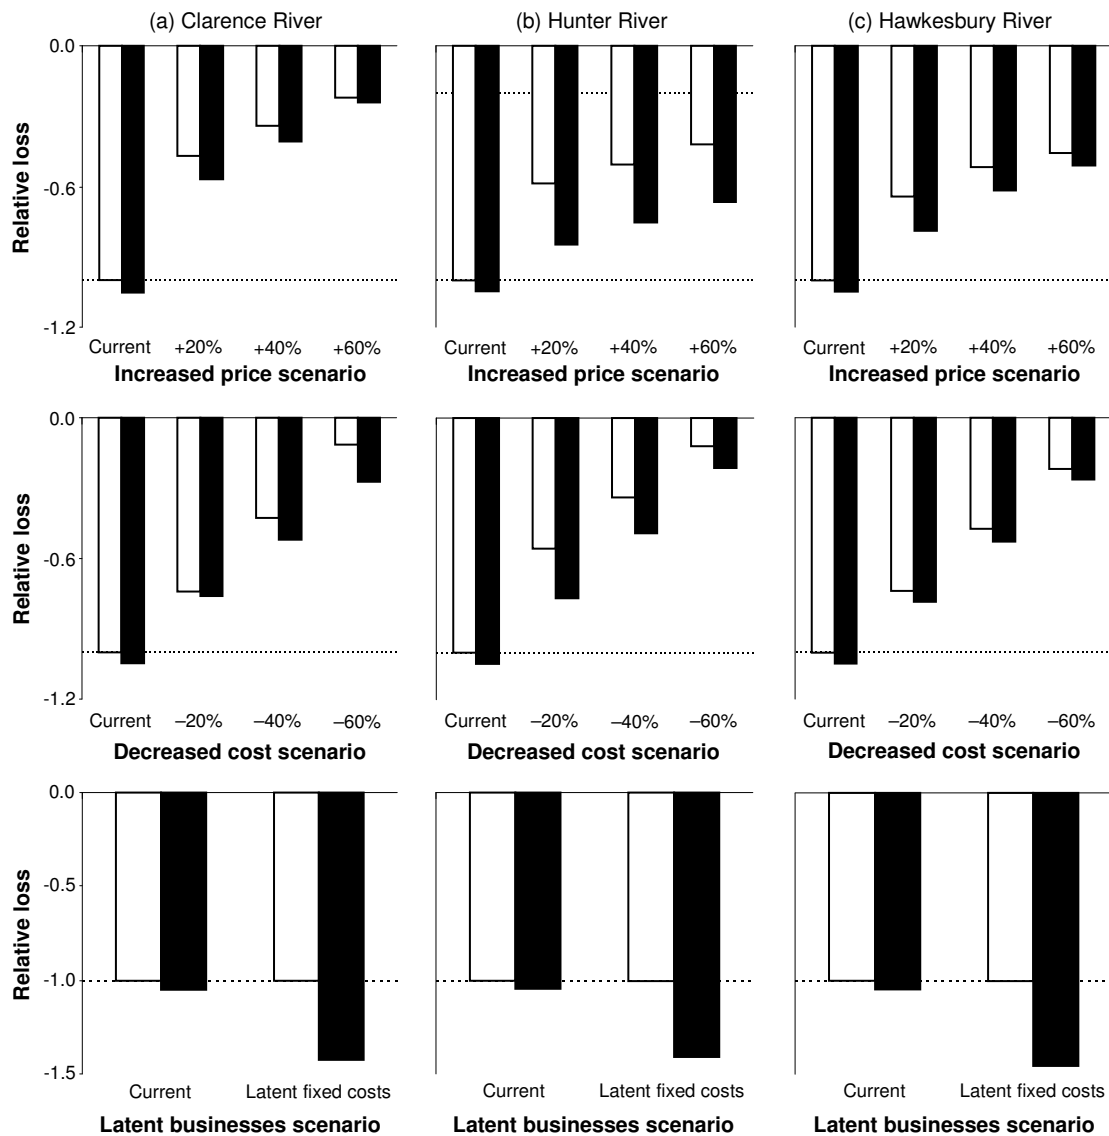 (a) Clarence River
(b) Hunter River
(c) Hawkesbury River
0.0
-0.6
-1.2
Relative loss
Current +20% +40% +60%
Increased price scenario
Current +20% +40% +60%
Increased price scenario
Current +20% +40% +60%
Increased price scenario
0.0
-0.6
-1.2
Relative loss
Current –20% –40% –60%
Decreased cost scenario
Current –20% –40% –60%
Decreased cost scenario
Current –20% –40% –60%
Decreased cost scenario
0.0
-0.5
-1.0
-1.5
Relative loss
Current Latent fixed costs
Latent businesses scenario
Current Latent fixed costs
Latent businesses scenario
Current Latent fixed costs
Latent businesses scenario